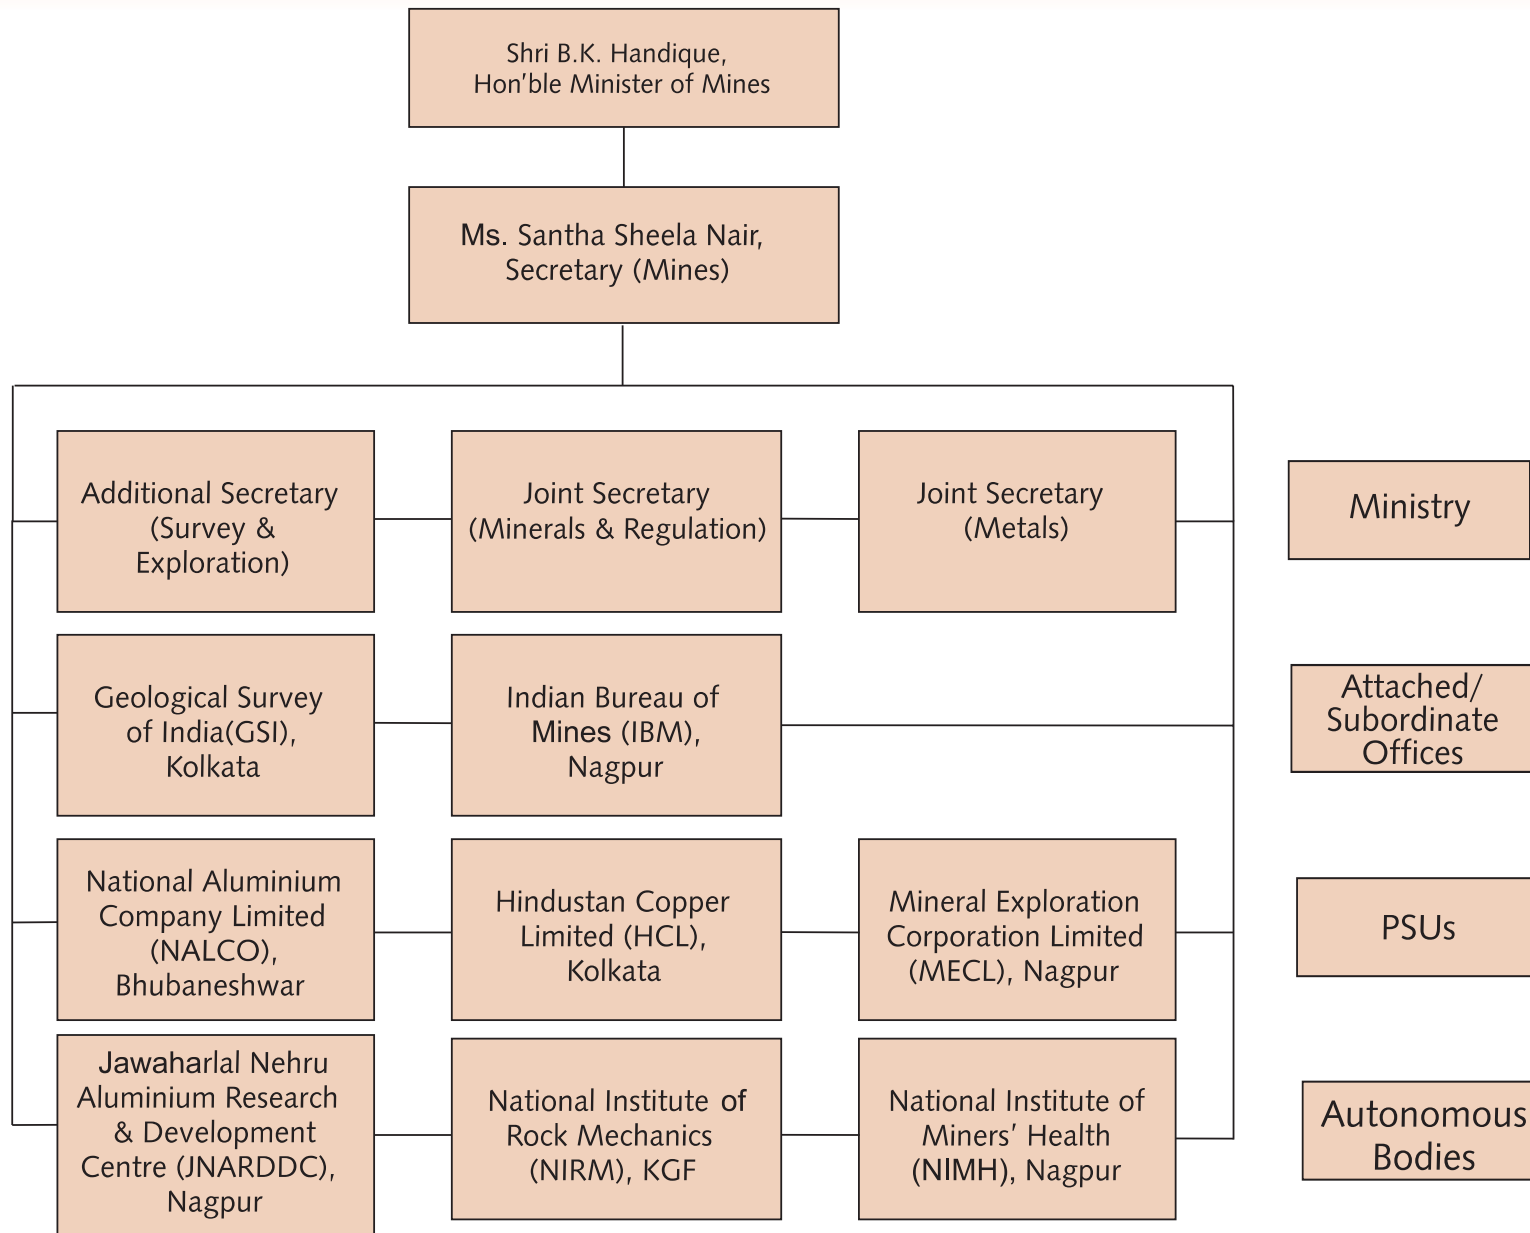 Shri B.K. Handique,
Hon'ble Minister of Mines
Ms. Santha Sheela Nair,
Secretary (Mines)
Additional Secretary
(Survey &
Exploration)
Joint Secretary
(Minerals & Regulation)
Joint Secretary
(Metals)
Ministry
Geological Survey
of India(GSI),
Kolkata
Indian Bureau of
Mines (IBM),
Nagpur
Attached/
Subordinate
Offices
National Aluminium
Company Limited
(NALCO),
Bhubaneshwar
Hindustan Copper
Limited (HCL),
Kolkata
Mineral Exploration
Corporation Limited
(MECL), Nagpur
PSUs
Jawaharlal Nehru
Aluminium Research
& Development
Centre (JNARDDC),
Nagpur
National Institute of
Rock Mechanics
(NIRM), KGF
National Institute of
Miners' Health
(NIMH), Nagpur
Autonomous
Bodies